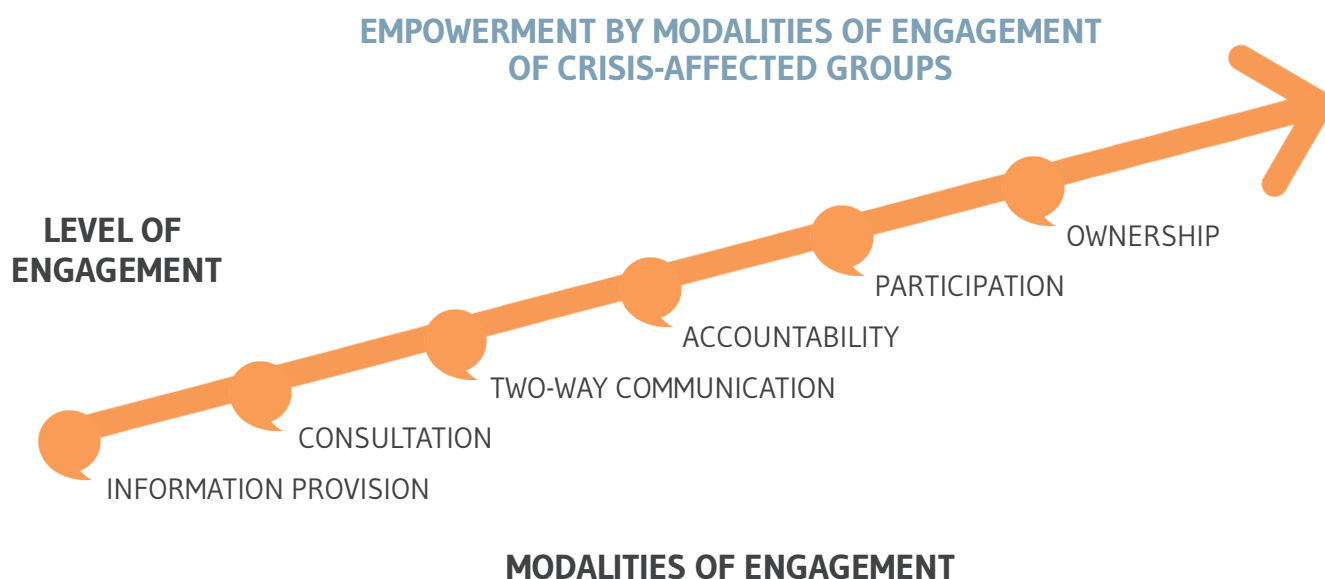 EMPOWERMENT BY MODALITIES OF ENGAGEMENT
OF CRISIS-AFFECTED GROUPS
LEVEL OF
ENGAGEMENT
OWNERSHIP
PARTICIPATION
ACCOUNTABILITY
TWO-WAY COMMUNICATION
CONSULTATION
INFORMATION PROVISION
MODALITIES OF ENGAGEMENT